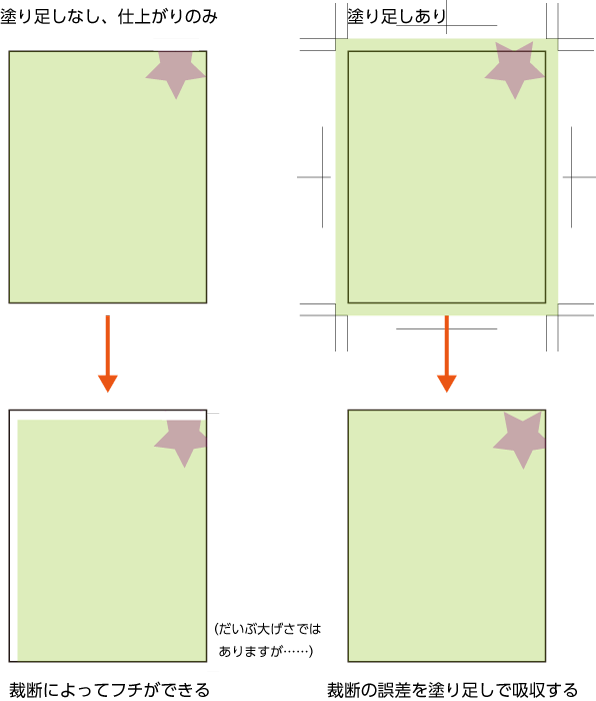 塗り足しなし、仕上がりのみ
塗り足しあり
(だいぶ大げさでは
ありますが……)
裁断によってフチができる
裁断の誤差を塗り足しで吸収する